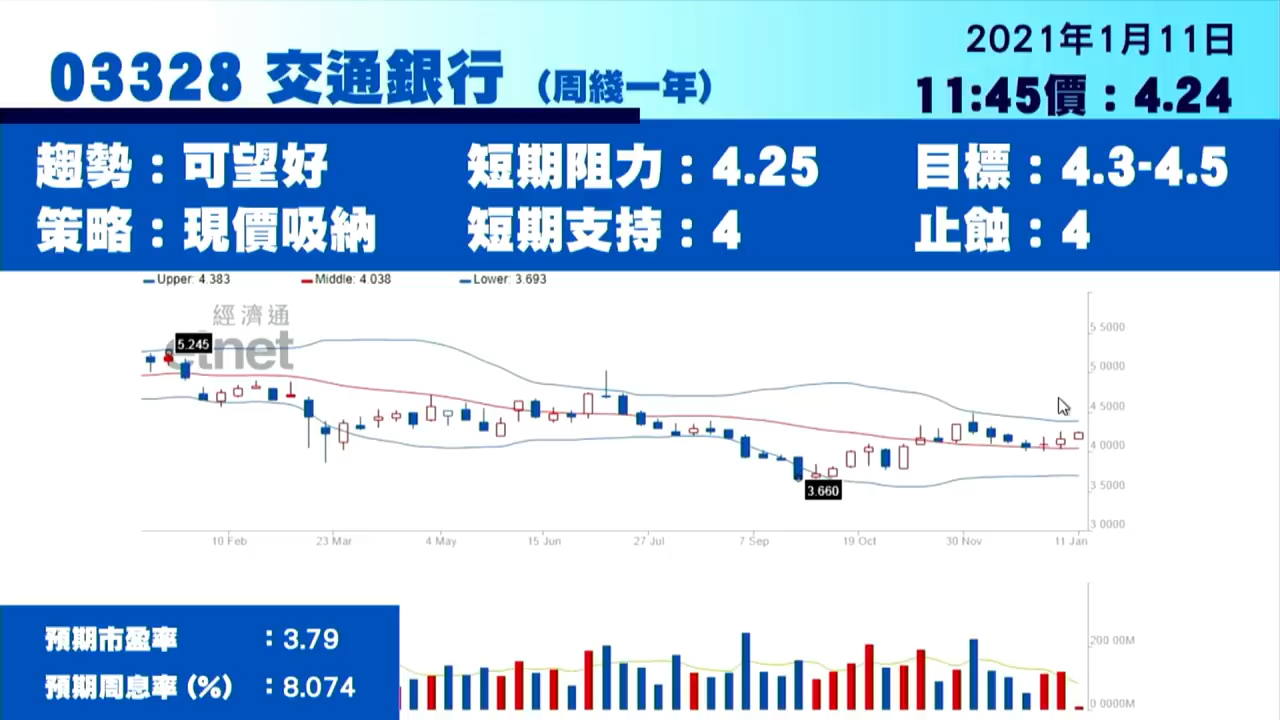 03328 交通銀行 (周綫一年)
2021年1月11日
11:45價：4.24
趨勢：可望好 短期阻力：4.25 目標：4.3-4.5
策略：現價吸納 短期支持：4 止蝕：4
Upper: 4.383 Middle: 4.038 Lower: 3.693
經濟通
etnet
5.245
3.660
5.5000
5.0000
4.5000
4.0000
3.5000
3.0000
10 Feb 23 Mar 4 May 15 Jun 27 Jul 7 Sep 19 Oct 30 Nov 11 Jan
200.00M
0.0000M
預期市盈率 ：3.79
預期周息率 (%) ：8.074